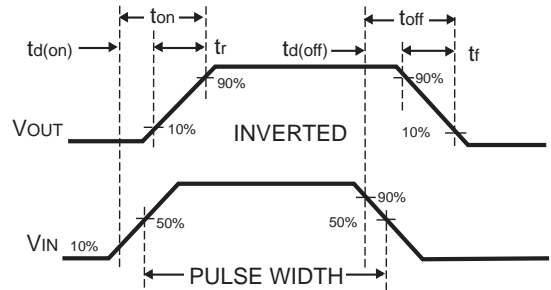 ton toff
td(on) tr td(off) tf
90% 90%
VOUT 10% INVERTED 10%
90%
50% 50%
VIN 10%
PULSE WIDTH